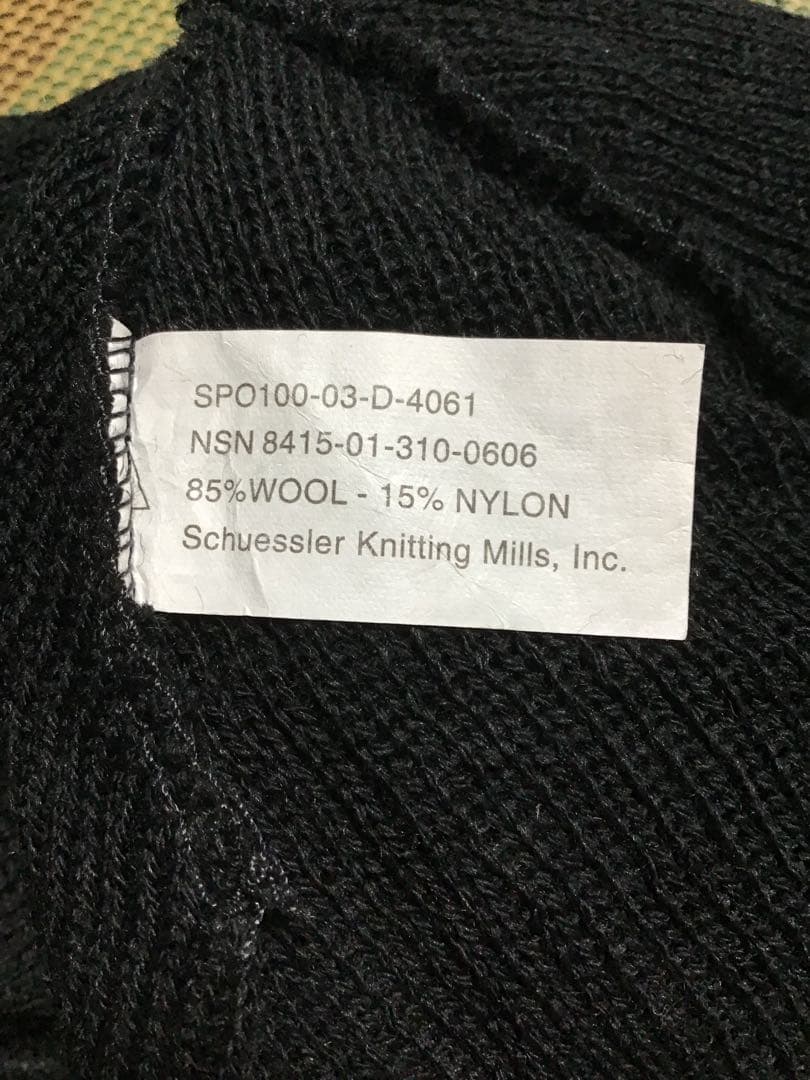 SPO100-03-D-4061
NSN 8415-01-310-0606
85%WOOL - 15% NYLON
Schuessler Knitting Mills, Inc.